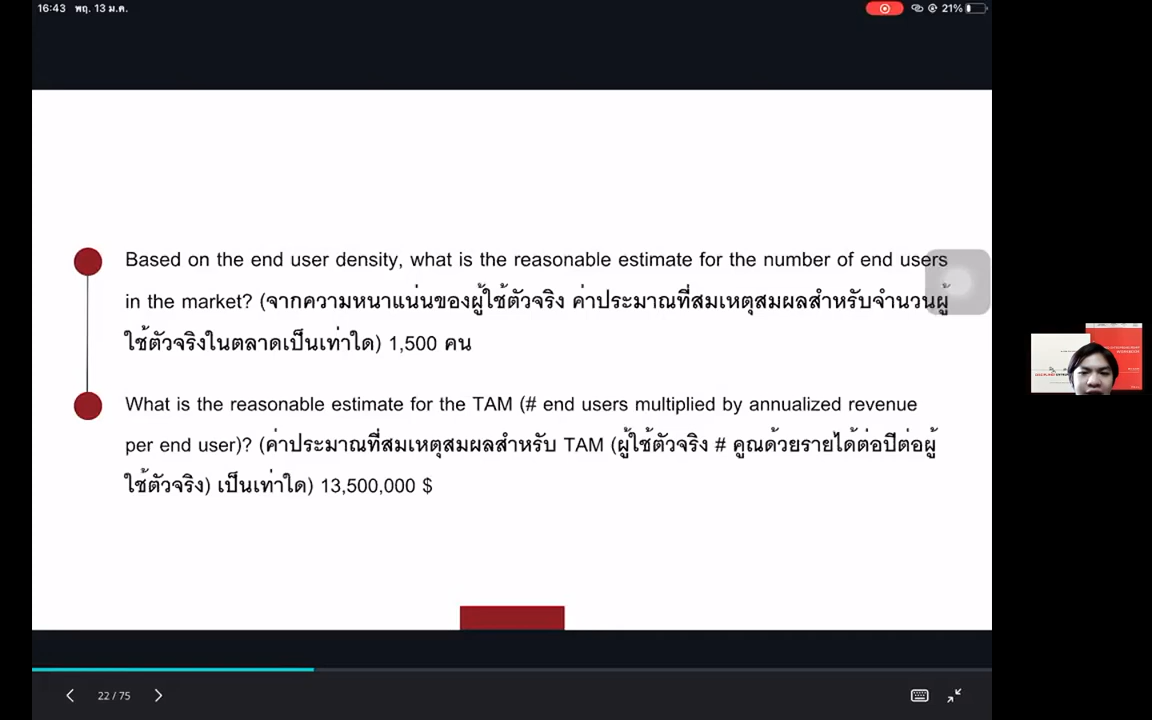 16:43 พฤ. 13 ม.ค.
21%
Based on the end user density, what is the reasonable estimate for the number of end users
in the market? (จากความหนาแน่นของผู้ใช้ตัวจริง ค่าประมาณที่สมเหตุสมผลสำหรับจำนวนผู้
ใช้ตัวจริงในตลาดเป็นเท่าใด) 1,500 คน
What is the reasonable estimate for the TAM (# end users multiplied by annualized revenue
per end user)? (ค่าประมาณที่สมเหตุสมผลสำหรับ TAM (ผู้ใช้ตัวจริง # คูณด้วยรายได้ต่อปีต่อผู้
ใช้ตัวจริง) เป็นเท่าใด) 13,500,000 $
22 / 75